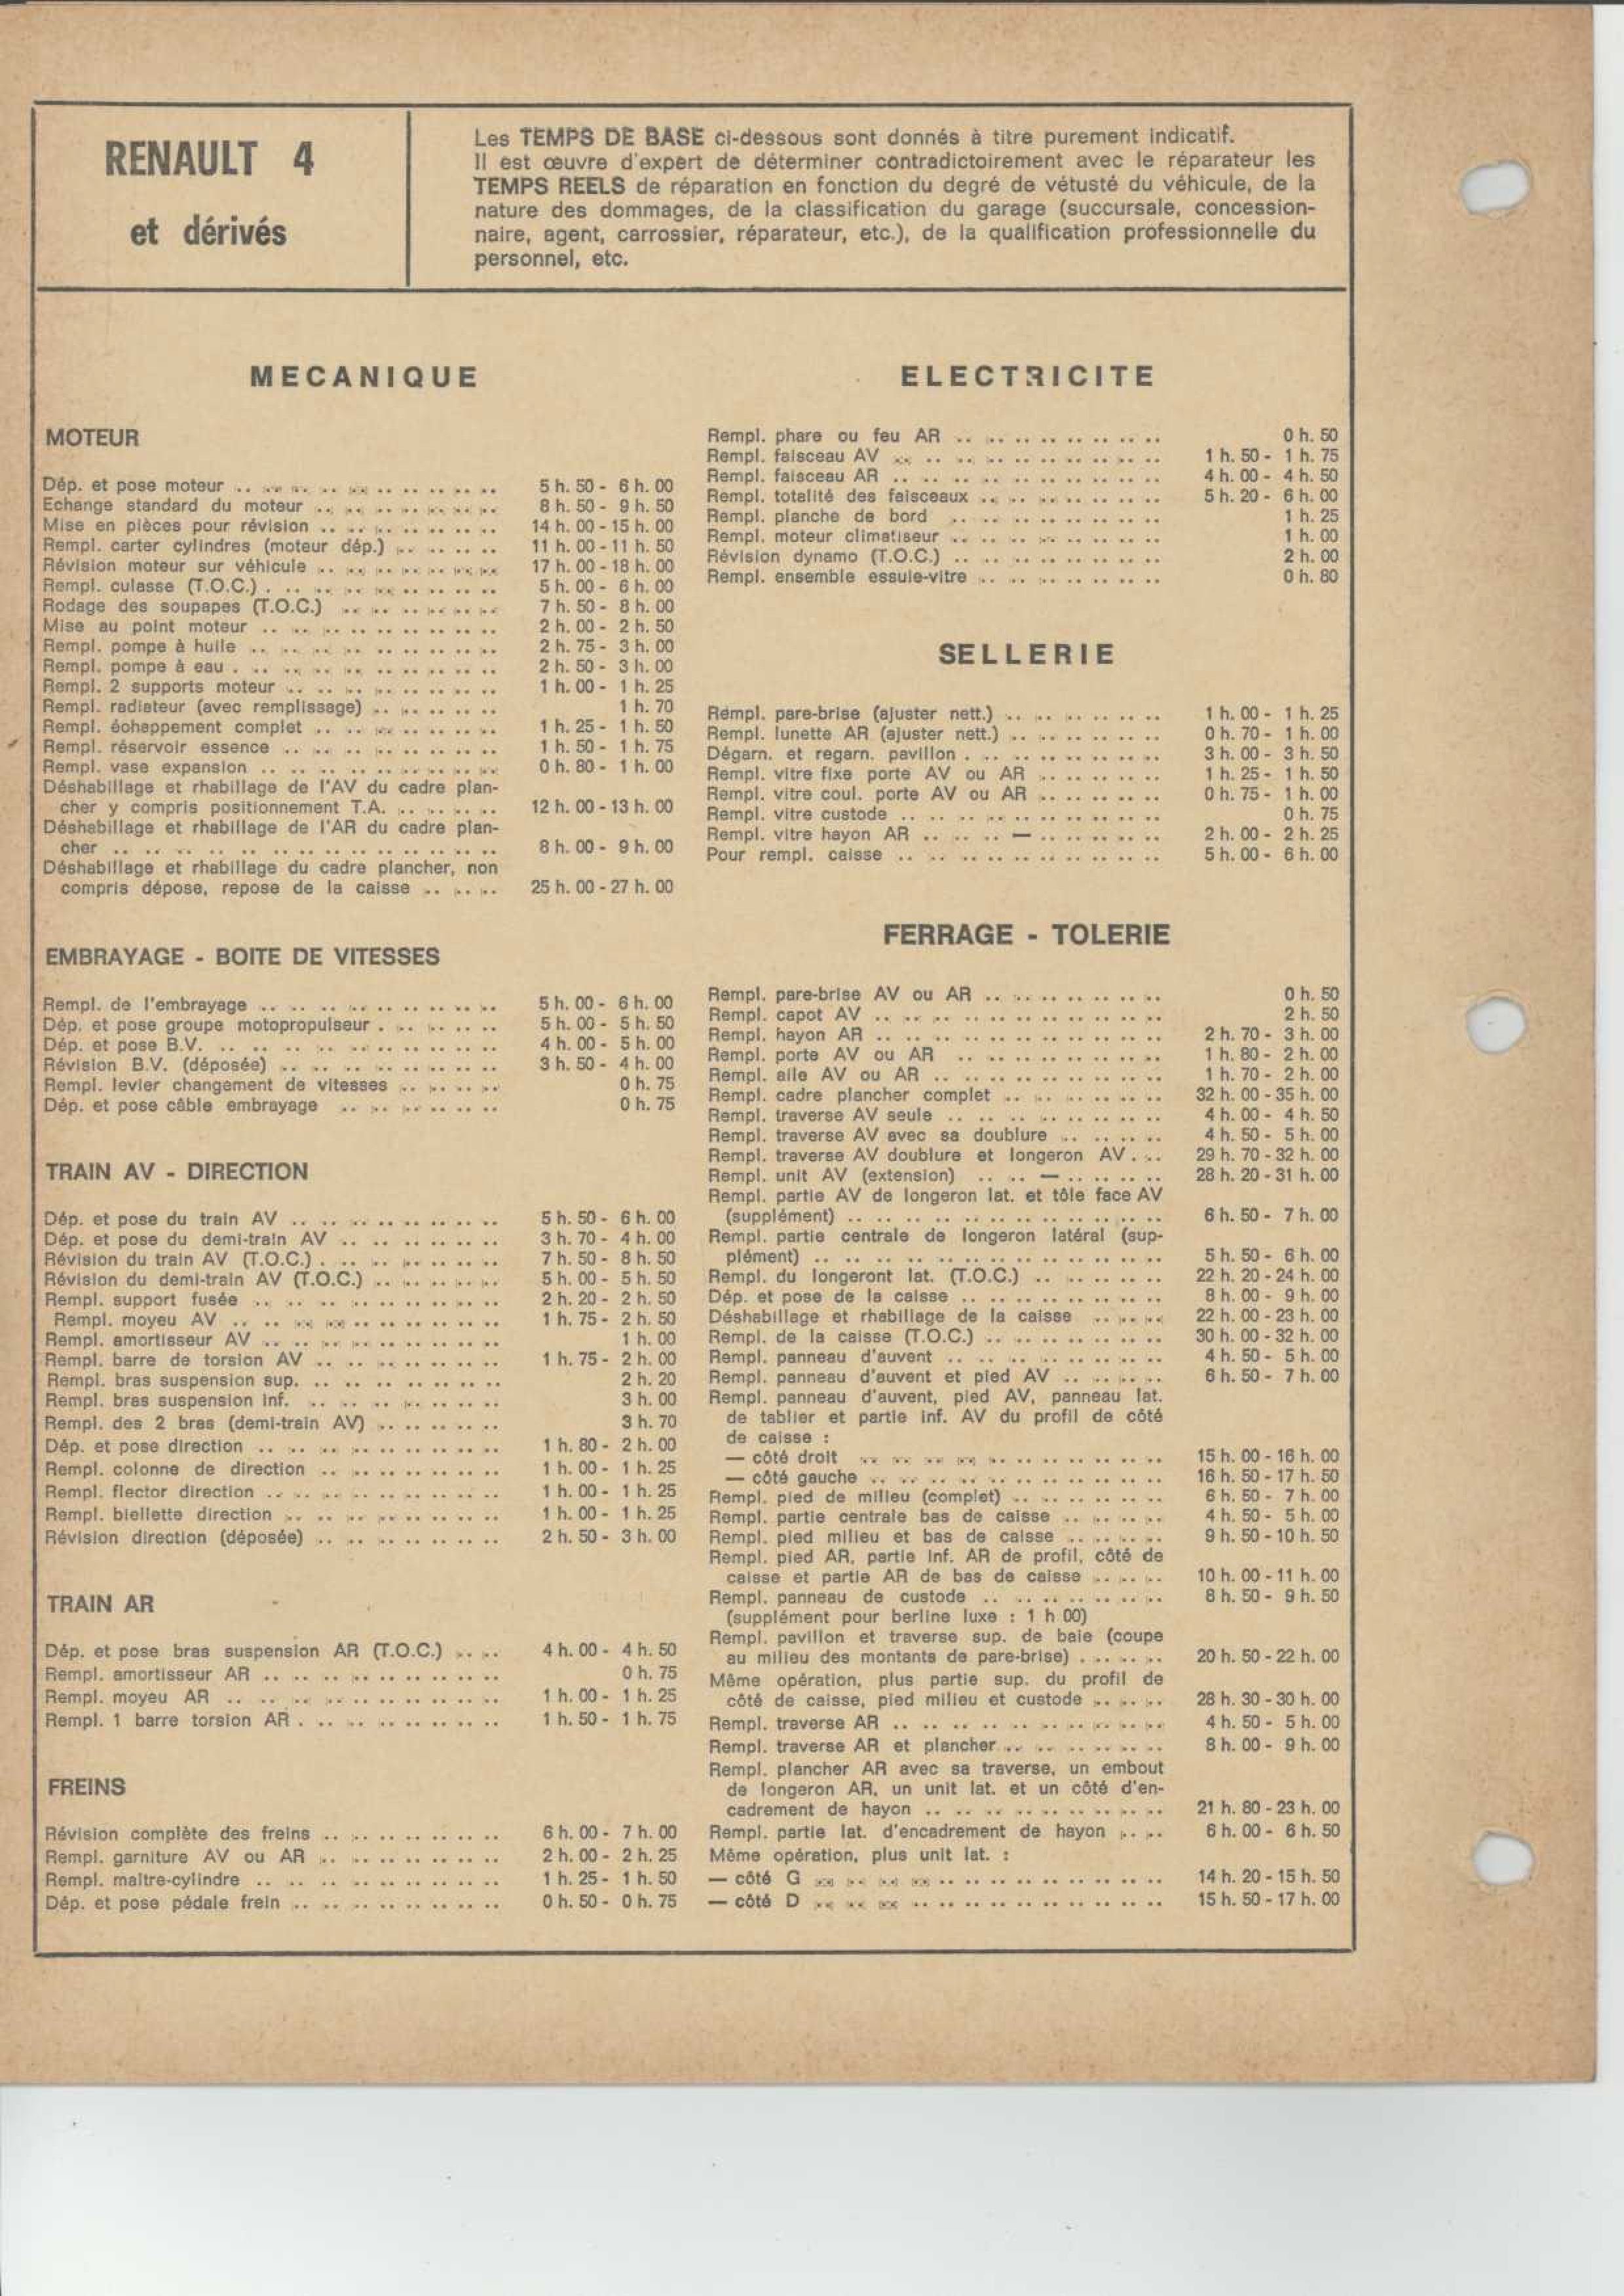 RENAULT 4
et dérivés
Les TEMPS DE BASE ci-dessous sont donnés à titre purement indicatif.
Il est œuvre d'expert de déterminer contradictoirement avec le réparateur les
TEMPS REELS de réparation en fonction du degré de vétusté du véhicule, de la
nature des dommages, de la classification du garage (succursale, concession-
naire, agent, carrossier, réparateur, etc.), de la qualification professionnelle du
personnel, etc.
MECANIQUE
MOTEUR
Dép. et pose moteur .. .. .. .. .. .. .. .. .. .. 5 h. 50 - 6 h. 00
Echange standard du moteur .. .. .. .. .. .. .. 8 h. 50 - 9 h. 50
Mise en pièces pour révision .. .. .. .. .. .. .. 14 h. 00 - 15 h. 00
Rempl. carter cylindres (moteur dép.) .. .. .. .. 11 h. 00 - 11 h. 50
Révision moteur sur véhicule .. .. .. .. .. .. .. 17 h. 00 - 18 h. 00
Rempl. culasse (T.O.C.) . .. .. .. .. .. .. .. .. 5 h. 00 - 6 h. 00
Rodage des soupapes (T.O.C.) .. .. .. .. .. .. 7 h. 50 - 8 h. 00
Mise au point moteur .. .. .. .. .. .. .. .. .. 2 h. 00 - 2 h. 50
Rempl. pompe à huile .. .. .. .. .. .. .. .. .. 2 h. 75 - 3 h. 00
Rempl. pompe à eau . .. .. .. .. .. .. .. .. .. 2 h. 50 - 3 h. 00
Rempl. 2 supports moteur .. .. .. .. .. .. .. .. 1 h. 00 - 1 h. 25
Rempl. radiateur (avec remplissage) .. .. .. .. .. 1 h. 70
Rempl. échappement complet .. .. .. .. .. .. .. 1 h. 25 - 1 h. 50
Rempl. réservoir essence .. .. .. .. .. .. .. .. 1 h. 50 - 1 h. 75
Rempl. vase expansion .. .. .. .. .. .. .. .. .. 0 h. 80 - 1 h. 00
Déshabillage et rhabillage de l'AV du cadre plan-
cher y compris positionnement T.A. .. .. .. .. 12 h. 00 - 13 h. 00
Déshabillage et rhabillage de l'AR du cadre plan-
cher .. .. .. .. .. .. .. .. .. .. .. .. .. .. 8 h. 00 - 9 h. 00
Déshabillage et rhabillage du cadre plancher, non
compris dépose, repose de la caisse .. .. .. 25 h. 00 - 27 h. 00
EMBRAYAGE - BOITE DE VITESSES
Rempl. de l'embrayage .. .. .. .. .. .. .. .. .. 5 h. 00 - 6 h. 00
Dép. et pose groupe motopropulseur . .. .. .. .. 5 h. 00 - 5 h. 50
Dép. et pose B.V. .. .. .. .. .. .. .. .. .. .. 4 h. 00 - 5 h. 00
Révision B.V. (déposée) .. .. .. .. .. .. .. .. 3 h. 50 - 4 h. 00
Rempl. levier changement de vitesses .. .. .. .. 0 h. 75
Dép. et pose câble embrayage .. .. .. .. .. .. 0 h. 75
TRAIN AV - DIRECTION
Dép. et pose du train AV .. .. .. .. .. .. .. .. 5 h. 50 - 6 h. 00
Dép. et pose du demi-train AV .. .. .. .. .. .. 3 h. 70 - 4 h. 00
Révision du train AV (T.O.C.) . .. .. .. .. .. .. 7 h. 50 - 8 h. 50
Révision du demi-train AV (T.O.C.) .. .. .. .. .. 5 h. 00 - 5 h. 50
Rempl. support fusée .. .. .. .. .. .. .. .. .. 2 h. 20 - 2 h. 50
Rempl. moyeu AV .. .. .. .. .. .. .. .. .. .. 1 h. 75 - 2 h. 50
Rempl. amortisseur AV .. .. .. .. .. .. .. .. .. 1 h. 00
Rempl. barre de torsion AV .. .. .. .. .. .. .. 1 h. 75 - 2 h. 00
Rempl. bras suspension sup. .. .. .. .. .. .. .. 2 h. 20
Rempl. bras suspension inf. .. .. .. .. .. .. .. 3 h. 00
Rempl. des 2 bras (demi-train AV) .. .. .. .. .. 3 h. 70
Dép. et pose direction .. .. .. .. .. .. .. .. .. 1 h. 80 - 2 h. 00
Rempl. colonne de direction .. .. .. .. .. .. .. 1 h. 00 - 1 h. 25
Rempl. flector direction .. .. .. .. .. .. .. .. .. 1 h. 00 - 1 h. 25
Rempl. biellette direction .. .. .. .. .. .. .. .. 1 h. 00 - 1 h. 25
Révision direction (déposée) .. .. .. .. .. .. .. 2 h. 50 - 3 h. 00
TRAIN AR
Dép. et pose bras suspension AR (T.O.C.) .. .. 4 h. 00 - 4 h. 50
Rempl. amortisseur AR .. .. .. .. .. .. .. .. .. 0 h. 75
Rempl. moyeu AR .. .. .. .. .. .. .. .. .. .. 1 h. 00 - 1 h. 25
Rempl. 1 barre torsion AR . .. .. .. .. .. .. .. 1 h. 50 - 1 h. 75
FREINS
Révision complète des freins .. .. .. .. .. .. .. 6 h. 00 - 7 h. 00
Rempl. garniture AV ou AR .. .. .. .. .. .. .. 2 h. 00 - 2 h. 25
Rempl. maître-cylindre .. .. .. .. .. .. .. .. .. 1 h. 25 - 1 h. 50
Dép. et pose pédale frein .. .. .. .. .. .. .. .. 0 h. 50 - 0 h. 75
ELECTRICITE
Rempl. phare ou feu AR .. .. .. .. .. .. .. .. 0 h. 50
Rempl. faisceau AV .. .. .. .. .. .. .. .. .. .. 1 h. 50 - 1 h. 75
Rempl. faisceau AR .. .. .. .. .. .. .. .. .. .. 4 h. 00 - 4 h. 50
Rempl. totalité des faisceaux .. .. .. .. .. .. .. 5 h. 20 - 6 h. 00
Rempl. planche de bord .. .. .. .. .. .. .. .. 1 h. 25
Rempl. moteur climatiseur .. .. .. .. .. .. .. .. 1 h. 00
Révision dynamo (T.O.C.) .. .. .. .. .. .. .. .. 2 h. 00
Rempl. ensemble essuie-vitre .. .. .. .. .. .. .. 0 h. 80
SELLERIE
Rempl. pare-brise (ajuster nett.) .. .. .. .. .. .. 1 h. 00 - 1 h. 25
Rempl. lunette AR (ajuster nett.) .. .. .. .. .. .. 0 h. 70 - 1 h. 00
Dégarn. et regarn. pavillon . .. .. .. .. .. .. .. 3 h. 00 - 3 h. 50
Rempl. vitre fixe porte AV ou AR .. .. .. .. .. 1 h. 25 - 1 h. 50
Rempl. vitre coul. porte AV ou AR .. .. .. .. .. 0 h. 75 - 1 h. 00
Rempl. vitre custode .. .. .. .. .. .. .. .. .. .. 0 h. 75
Rempl. vitre hayon AR .. .. .. .. — .. .. .. .. .. 2 h. 00 - 2 h. 25
Pour rempl. caisse .. .. .. .. .. .. .. .. .. .. 5 h. 00 - 6 h. 00
FERRAGE - TOLERIE
Rempl. pare-brise AV ou AR .. .. .. .. .. .. .. 0 h. 50
Rempl. capot AV .. .. .. .. .. .. .. .. .. .. .. 2 h. 50
Rempl. hayon AR .. .. .. .. .. .. .. .. .. .. .. 2 h. 70 - 3 h. 00
Rempl. porte AV ou AR .. .. .. .. .. .. .. .. 1 h. 80 - 2 h. 00
Rempl. aile AV ou AR .. .. .. .. .. .. .. .. .. 1 h. 70 - 2 h. 00
Rempl. cadre plancher complet .. .. .. .. .. .. 32 h. 00 - 35 h. 00
Rempl. traverse AV seule .. .. .. .. .. .. .. .. 4 h. 00 - 4 h. 50
Rempl. traverse AV avec sa doublure .. .. .. .. 4 h. 50 - 5 h. 00
Rempl. traverse AV doublure et longeron AV . .. 29 h. 70 - 32 h. 00
Rempl. unit AV (extension) .. .. — .. .. .. .. 28 h. 20 - 31 h. 00
Rempl. partie AV de longeron lat. et tôle face AV
(supplément) .. .. .. .. .. .. .. .. .. .. .. .. 6 h. 50 - 7 h. 00
Rempl. partie centrale de longeron latéral (sup-
plément) .. .. .. .. .. .. .. .. .. .. .. .. .. 5 h. 50 - 6 h. 00
Rempl. du longeront lat. (T.O.C.) .. .. .. .. .. 22 h. 20 - 24 h. 00
Dép. et pose de la caisse .. .. .. .. .. .. .. .. 8 h. 00 - 9 h. 00
Déshabillage et rhabillage de la caisse .. .. .. 22 h. 00 - 23 h. 00
Rempl. de la caisse (T.O.C.) .. .. .. .. .. .. .. 30 h. 00 - 32 h. 00
Rempl. panneau d'auvent .. .. .. .. .. .. .. .. 4 h. 50 - 5 h. 00
Rempl. panneau d'auvent et pied AV .. .. .. .. 6 h. 50 - 7 h. 00
Rempl. panneau d'auvent, pied AV, panneau lat.
de tablier et partie inf. AV du profil de côté
de caisse :
— côté droit .. .. .. .. .. .. .. .. .. .. .. 15 h. 00 - 16 h. 00
— côté gauche .. .. .. .. .. .. .. .. .. .. .. 16 h. 50 - 17 h. 50
Rempl. pied de milieu (complet) .. .. .. .. .. .. 6 h. 50 - 7 h. 00
Rempl. partie centrale bas de caisse .. .. .. .. 4 h. 50 - 5 h. 00
Rempl. pied milieu et bas de caisse .. .. .. .. 9 h. 50 - 10 h. 50
Rempl. pied AR, partie inf. AR de profil, côté de
caisse et partie AR de bas de caisse .. .. .. 10 h. 00 - 11 h. 00
Rempl. panneau de custode .. .. .. .. .. .. .. 8 h. 50 - 9 h. 50
(supplément pour berline luxe : 1 h 00)
Rempl. pavillon et traverse sup. de baie (coupe
au milieu des montants de pare-brise) . .. .. .. 20 h. 50 - 22 h. 00
Même opération, plus partie sup. du profil de
côté de caisse, pied milieu et custode .. .. .. 28 h. 30 - 30 h. 00
Rempl. traverse AR .. .. .. .. .. .. .. .. .. .. 4 h. 50 - 5 h. 00
Rempl. traverse AR et plancher .. .. .. .. .. .. 8 h. 00 - 9 h. 00
Rempl. plancher AR avec sa traverse, un embout
de longeron AR, un unit lat. et un côté d'en-
cadrement de hayon .. .. .. .. .. .. .. .. .. 21 h. 80 - 23 h. 00
Rempl. partie lat. d'encadrement de hayon .. .. 6 h. 00 - 6 h. 50
Même opération, plus unit lat. :
— côté G .. .. .. .. .. .. .. .. .. .. .. .. .. 14 h. 20 - 15 h. 50
— côté D .. .. .. .. .. .. .. .. .. .. .. .. .. 15 h. 50 - 17 h. 00